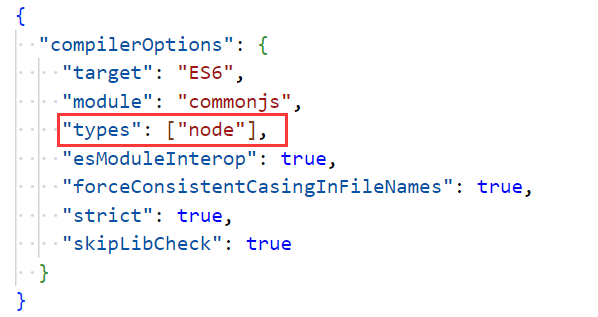 {
"compilerOptions": {
"target": "ES6",
"module": "commonjs",
"types": ["node"],
"esModuleInterop": true,
"forceConsistentCasingInFileNames": true,
"strict": true,
"skipLibCheck": true
}
}